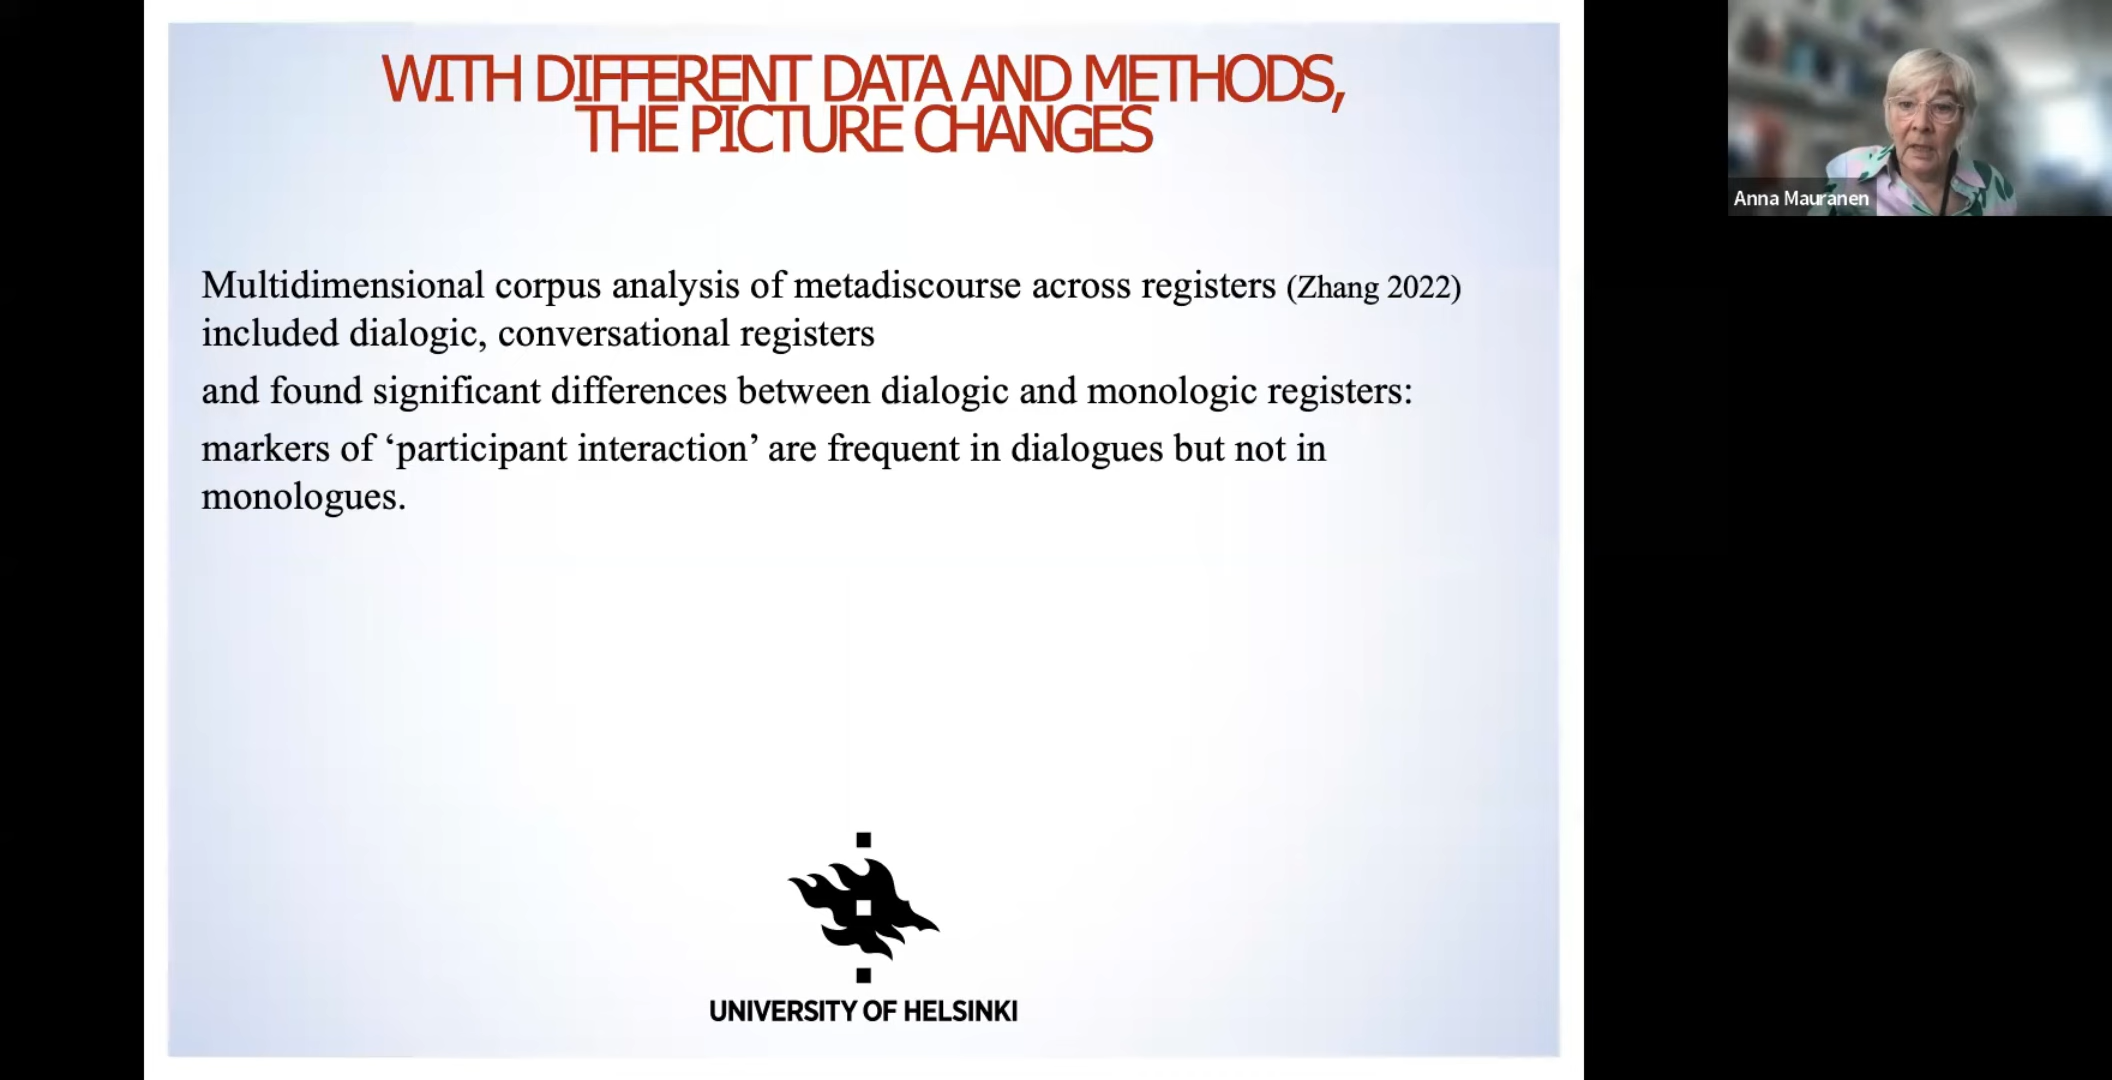 WITH DIFFERENT DATA AND METHODS,
THE PICTURE CHANGES
Multidimensional corpus analysis of metadiscourse across registers (Zhang 2022)
included dialogic, conversational registers
and found significant differences between dialogic and monologic registers:
markers of ‘participant interaction’ are frequent in dialogues but not in
monologues.
UNIVERSITY OF HELSINKI
Anna Mauranen